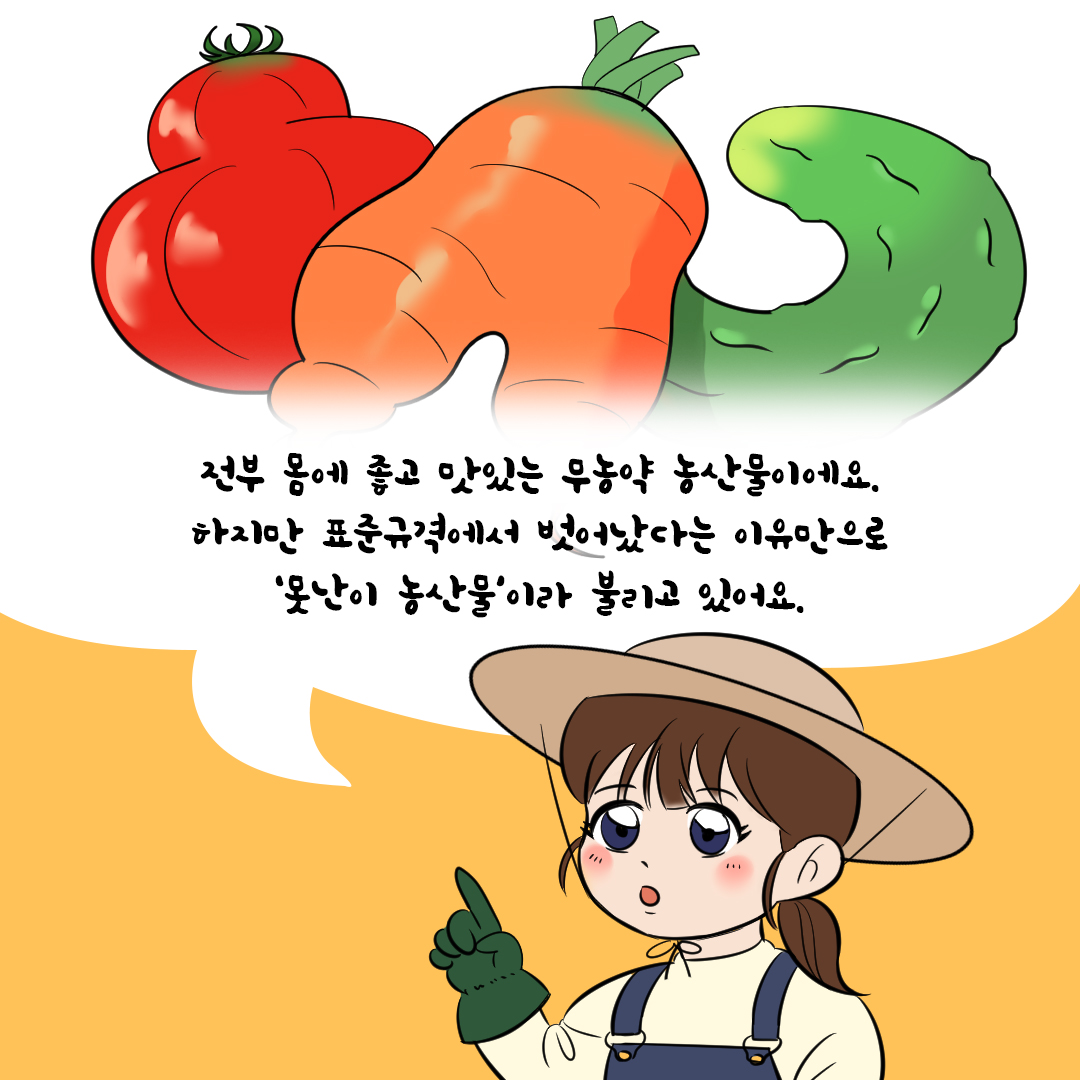 전부 몸에 좋고 맛있는 무농약 농산물이에요.
하지만 표준규격에서 벗어났다는 이유만으로
'못난이 농산물'이라 불리고 있어요.